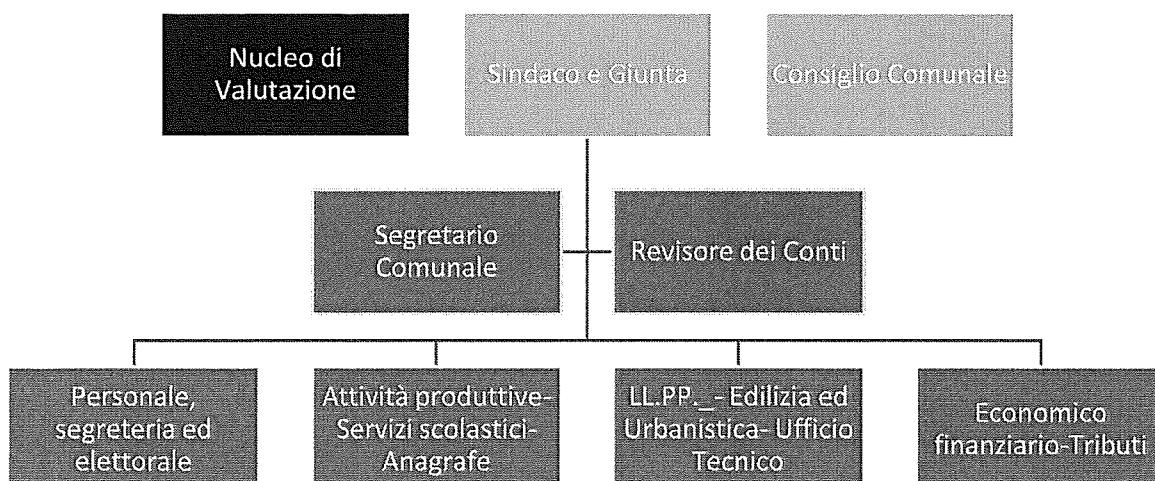 Nucleo di
Valutazione
Sindaco e Giunta
Consiglio Comunale
Segretario
Comunale
Revisore dei Conti
Personale,
segreteria ed
elettorale
Attività produttive-
Servizi scolastici-
Anagrafe
LL.PP._- Edilizia ed
Urbanistica- Ufficio
Tecnico
Economico
finanziario-Tributi